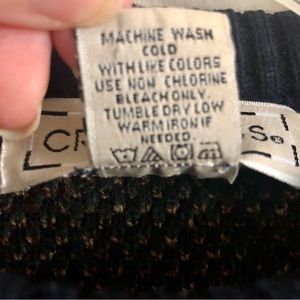 MACHINE WASH
COLD
WITH LIKE COLORS
USE NON CHLORINE
BLEACH ONLY.
TUMBLE DRY LOW
WARM IRON IF
NEEDED.